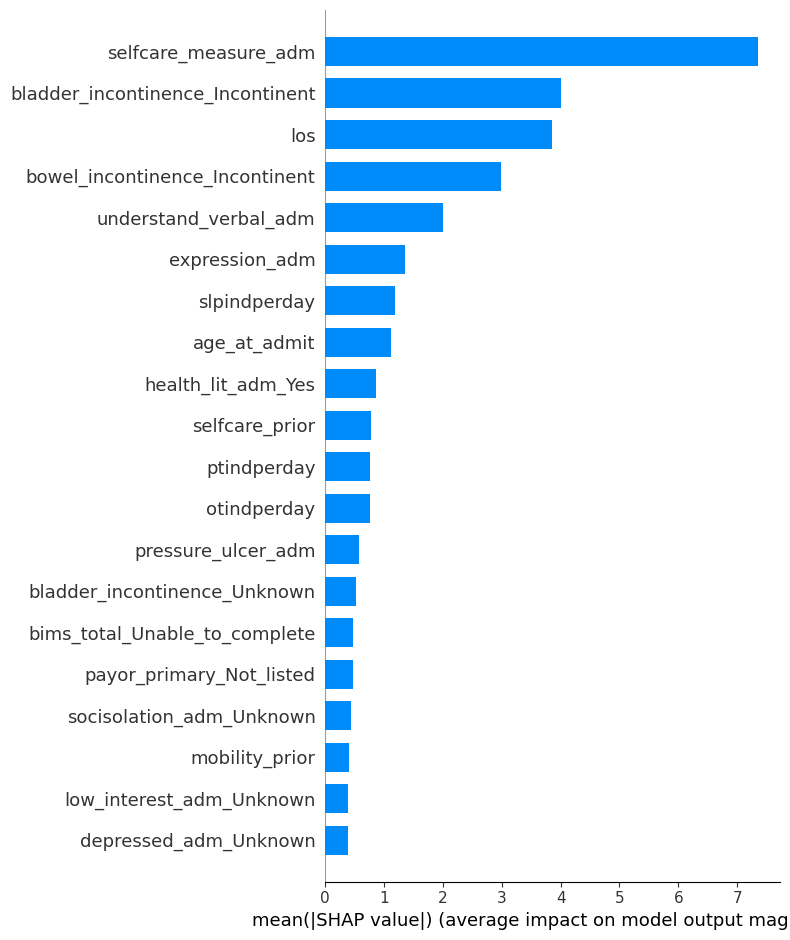 selfcare_measure_adm
bladder_incontinence_Incontinent
los
bowel_incontinence_Incontinent
understand_verbal_adm
expression_adm
slpindperday
age_at_admit
health_lit_adm_Yes
selfcare_prior
ptindperday
otindperday
pressure_ulcer_adm
bladder_incontinence_Unknown
bims_total_Unable_to_complete
payor_primary_Not_listed
socisolation_adm_Unknown
mobility_prior
low_interest_adm_Unknown
depressed_adm_Unknown
0 1 2 3 4 5 6 7
mean(|SHAP value|) (average impact on model output mag